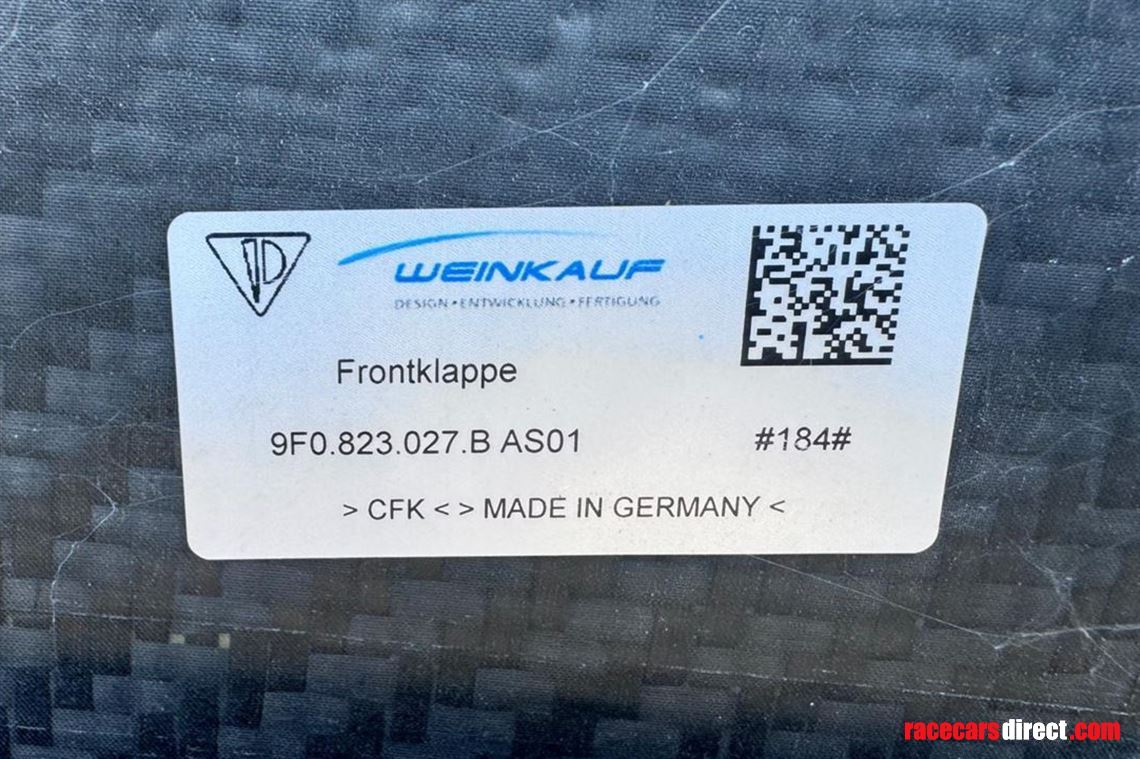 WEINKAUF
DESIGN•ENTWICKLUNG•FERTIGUNG
Frontklappe
9F0.823.027.B AS01 #184#
> CFK < > MADE IN GERMANY <
racecarsdirect.com